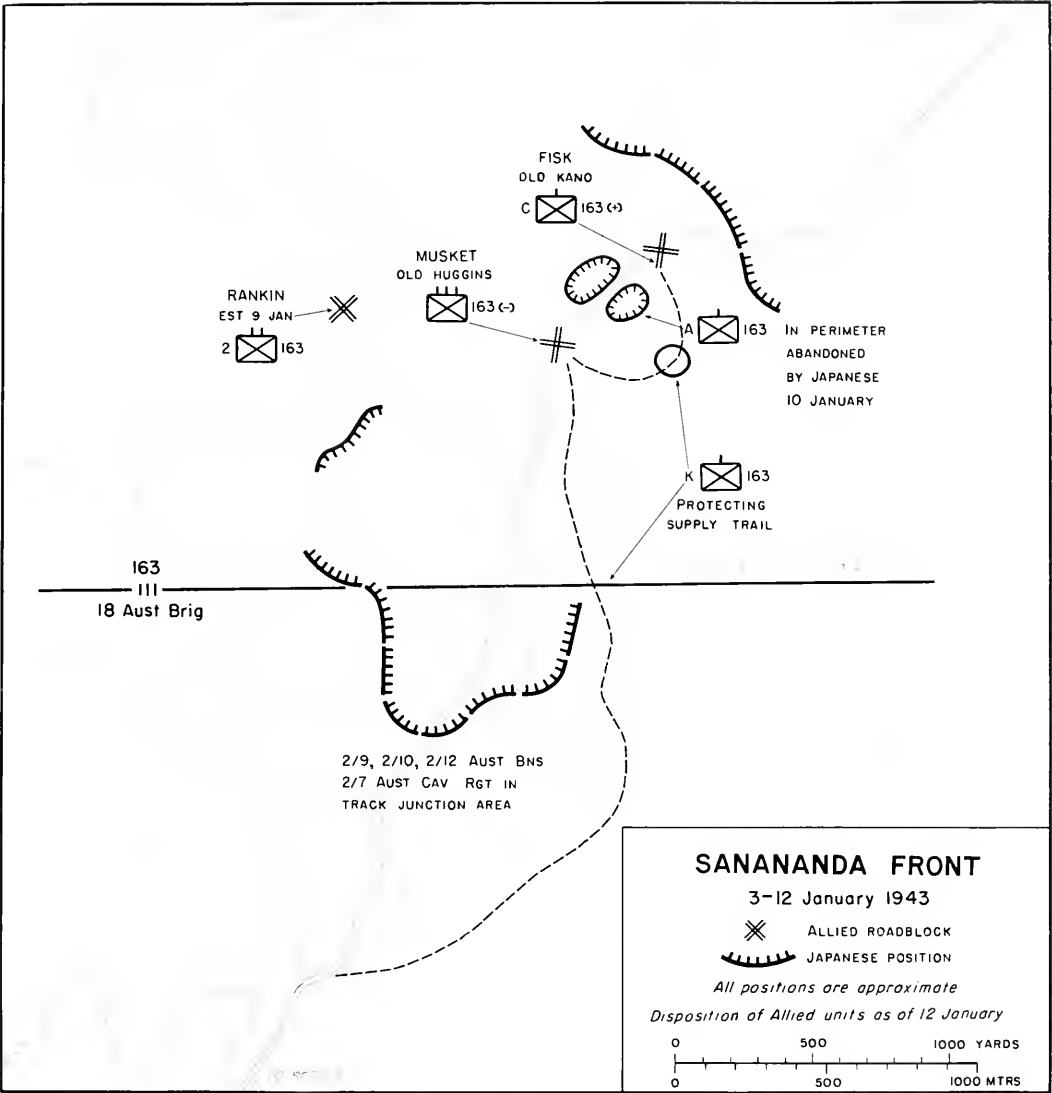 FISK
OLD KANO
C 163(+)
MUSKET
OLD HUGGINS
163(-)
RANKIN
EST 9 JAN
2 163
A 163 IN PERIMETER
ABANDONED
BY JAPANESE
10 JANUARY
K 163
PROTECTING
SUPPLY TRAIL
163
III
18 Aust Brig
2/9, 2/10, 2/12 AUST BNS
2/7 AUST CAV RGT IN
TRACK JUNCTION AREA
SANANANDA FRONT
3-12 January 1943
ALLIED ROADBLOCK
JAPANESE POSITION
All positions are approximate
Disposition of Allied units as of 12 January
0 500 1000 YARDS
0 500 1000 MTRS